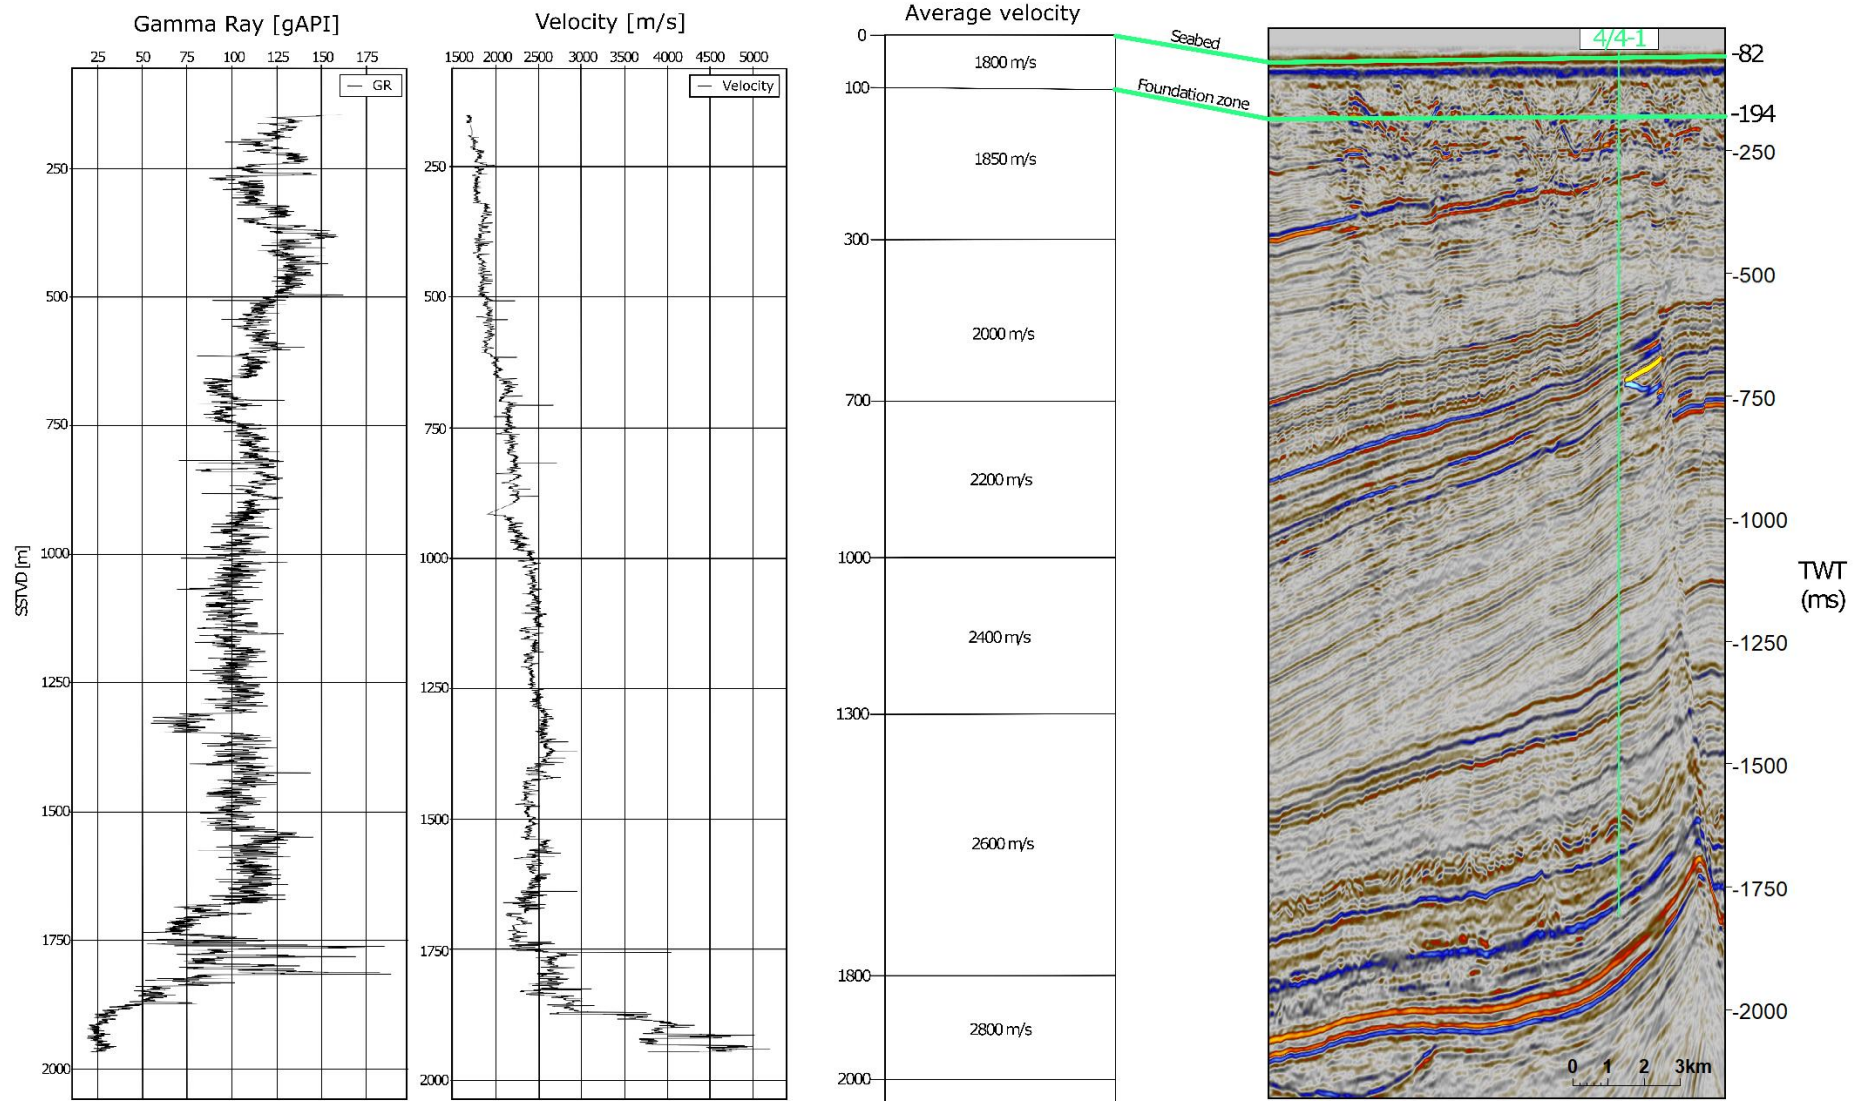 Gamma Ray [gAPI]
25 50 75 100 125 150 175
GR
SSTVD [m]
250
500
750
1000
1250
1500
1750
2000
Velocity [m/s]
1500 2000 2500 3000 3500 4000 4500 5000
Velocity
250
500
750
1000
1250
1500
1750
2000
Average velocity
0
1800 m/s
100
1850 m/s
300
2000 m/s
700
2200 m/s
1000
2400 m/s
1300
2600 m/s
1800
2800 m/s
2000
Seabed
Foundation zone
4/4-1
-82
-194
-250
-500
-750
-1000
-1250
-1500
-1750
-2000
TWT
(ms)
0 1 2 3km